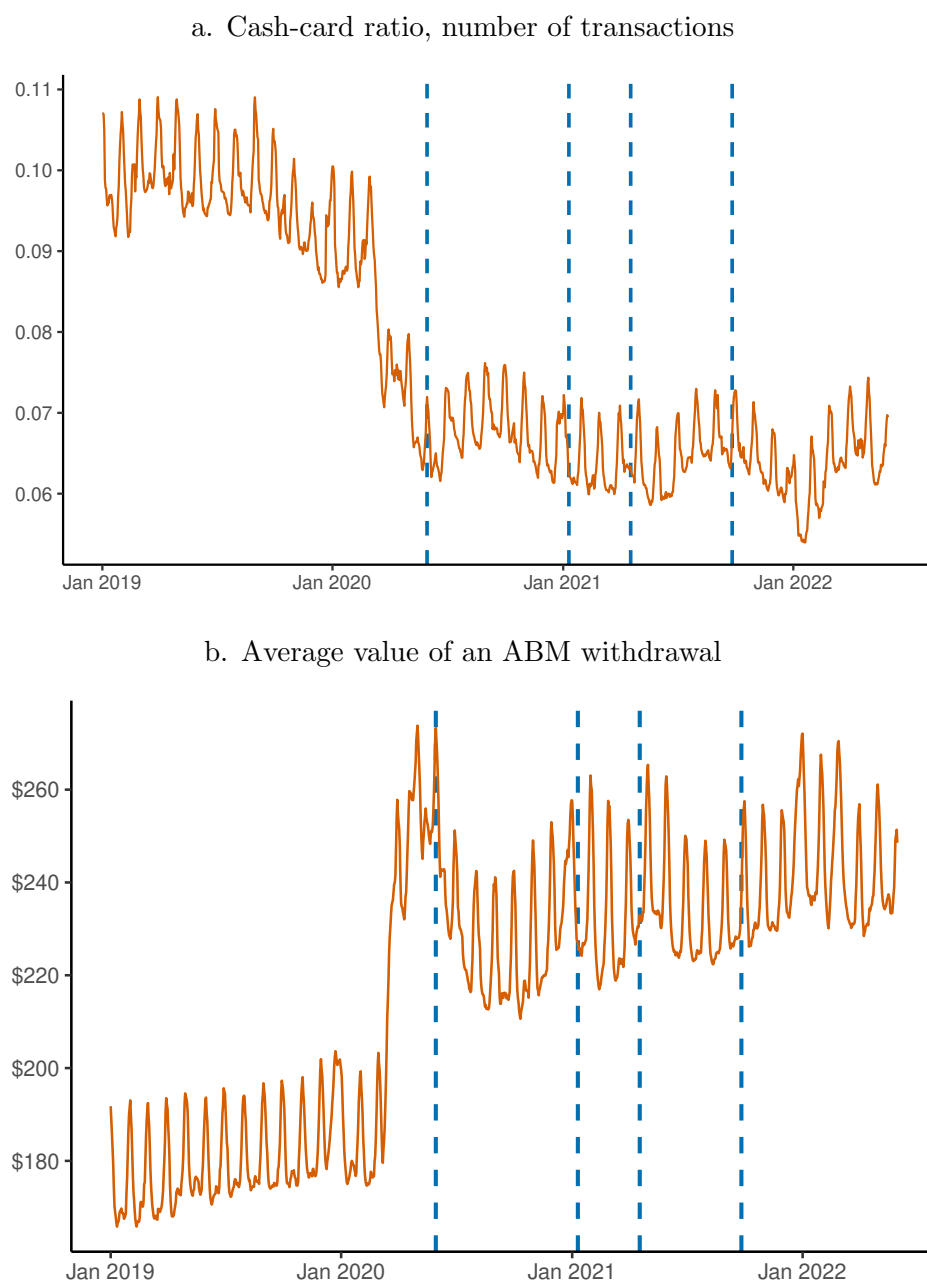 a. Cash-card ratio, number of transactions
0.11
0.10
0.09
0.08
0.07
0.06
Jan 2019 Jan 2020 Jan 2021 Jan 2022
b. Average value of an ABM withdrawal
$260
$240
$220
$200
$180
Jan 2019 Jan 2020 Jan 2021 Jan 2022